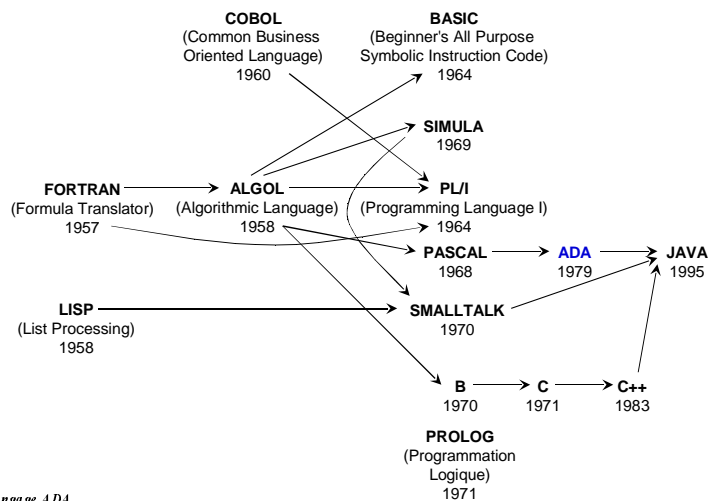 COBOL
(Common Business
Oriented Language)
1960
BASIC
(Beginner's All Purpose
Symbolic Instruction Code)
1964
SIMULA
1969
FORTRAN
(Formula Translator)
1957
ALGOL
(Algorithmic Language)
1958
PL/I
(Programming Language I)
1964
PASCAL
1968
ADA
1979
JAVA
1995
LISP
(List Processing)
1958
SMALLTALK
1970
B
1970
C
1971
C++
1983
PROLOG
(Programmation
Logique)
1971
ADA